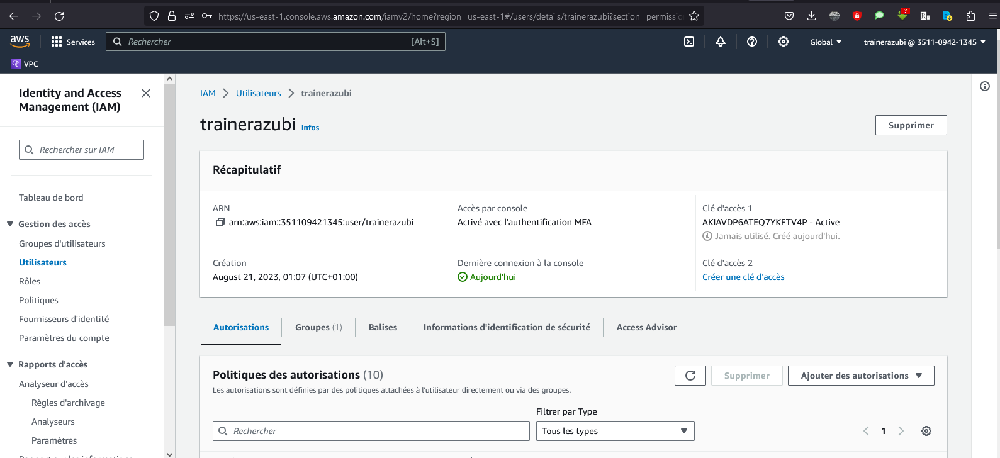 https://us-east-1.console.aws.amazon.com/iamv2/home?region=us-east-1#/users/details/trainerazubi?section=permission
aws
Services
Rechercher
[Alt+S]
Global
trainerazubi @ 3511-0942-1345
VPC
Identity and Access Management (IAM)
Rechercher sur IAM
Tableau de bord
Gestion des accès
Groupes d'utilisateurs
Utilisateurs
Rôles
Politiques
Fournisseurs d'identité
Paramètres du compte
Rapports d'accès
Analyseur d'accès
Règles d'archivage
Analyseurs
Paramètres
IAM > Utilisateurs > trainerazubi
trainerazubi Infos
Supprimer
Récapitulatif
ARN
arn:aws:iam::351109421345:user/trainerazubi
Accès par console
Activé avec l'authentification MFA
Clé d'accès 1
AKIAVDP6ATEQ7YKFTV4P - Active
Jamais utilisé. Créé aujourd'hui.
Création
August 21, 2023, 01:07 (UTC+01:00)
Dernière connexion à la console
Aujourd'hui
Clé d'accès 2
Créer une clé d'accès
Autorisations
Groupes (1)
Balises
Informations d'identification de sécurité
Access Advisor
Politiques des autorisations (10)
Les autorisations sont définies par des politiques attachées à l'utilisateur directement ou via des groupes.
Supprimer
Ajouter des autorisations
Filtrer par Type
Rechercher
Tous les types
1